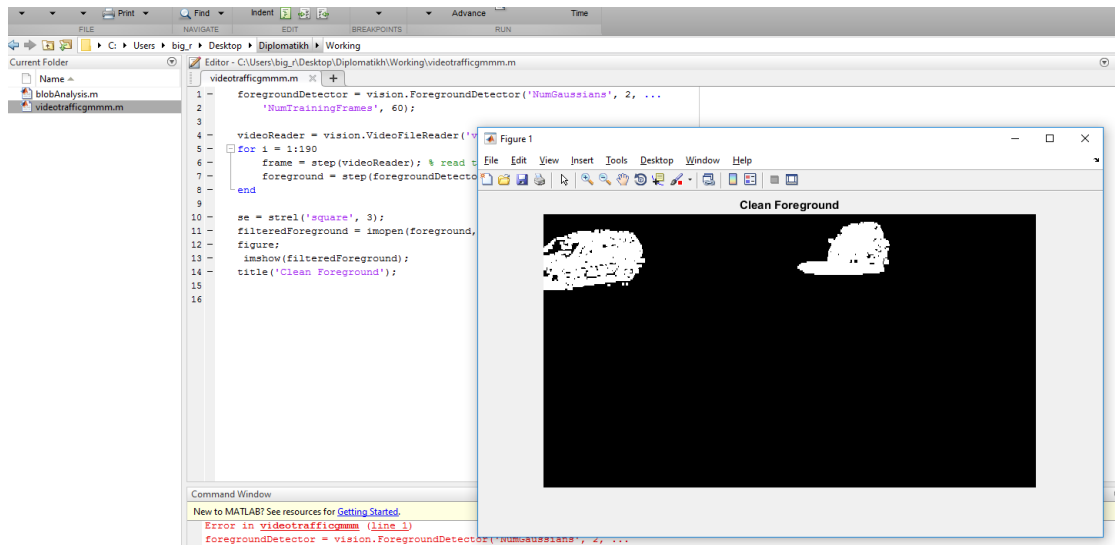 Print Find Indent Advance Time
FILE NAVIGATE EDIT BREAKPOINTS RUN
C: Users big_r Desktop Diplomatikh Working
Current Folder
Name
blobAnalysis.m
videotrafficgmmm.m
Editor - C:\Users\big_r\Desktop\Diplomatikh\Working\videotrafficgmmm.m
videotrafficgmmm.m
1 foregroundDetector = vision.ForegroundDetector('NumGaussians', 2, ...
2 'NumTrainingFrames', 60);
3
4 videoReader = vision.VideoFileReader('v
5 for i = 1:190
6 frame = step(videoReader); % read t
7 foreground = step(foregroundDetecto
8 end
9
10 se = strel('square', 3);
11 filteredForeground = imopen(foreground,
12 figure;
13 imshow(filteredForeground);
14 title('Clean Foreground');
15
16
Figure 1
File Edit View Insert Tools Desktop Window Help
Clean Foreground
Command Window
New to MATLAB? See resources for Getting Started.
Error in videotrafficgmmm (line 1)
foregroundDetector = vision.ForegroundDetector('NumGaussians', 2, ...